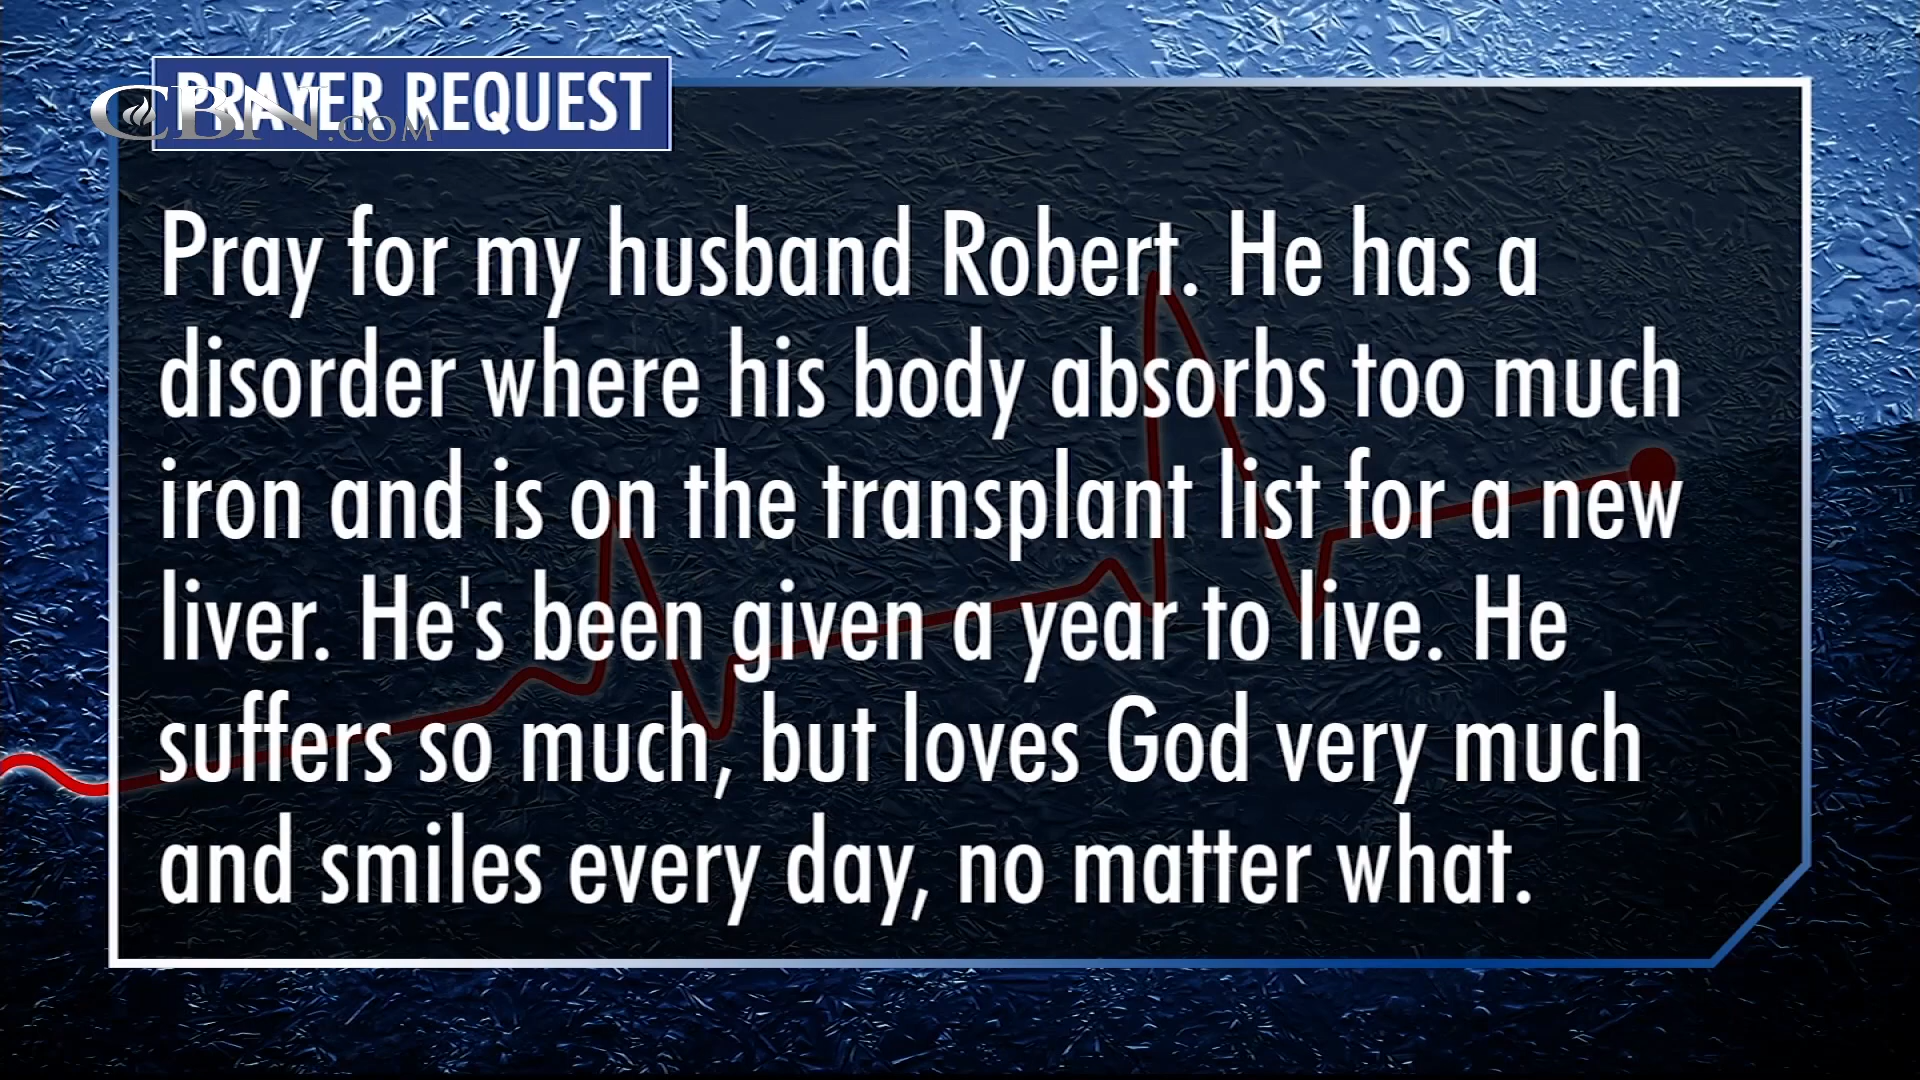 PRAYER REQUEST
CBN.COM
Pray for my husband Robert. He has a
disorder where his body absorbs too much
iron and is on the transplant list for a new
liver. He's been given a year to live. He
suffers so much, but loves God very much
and smiles every day, no matter what.